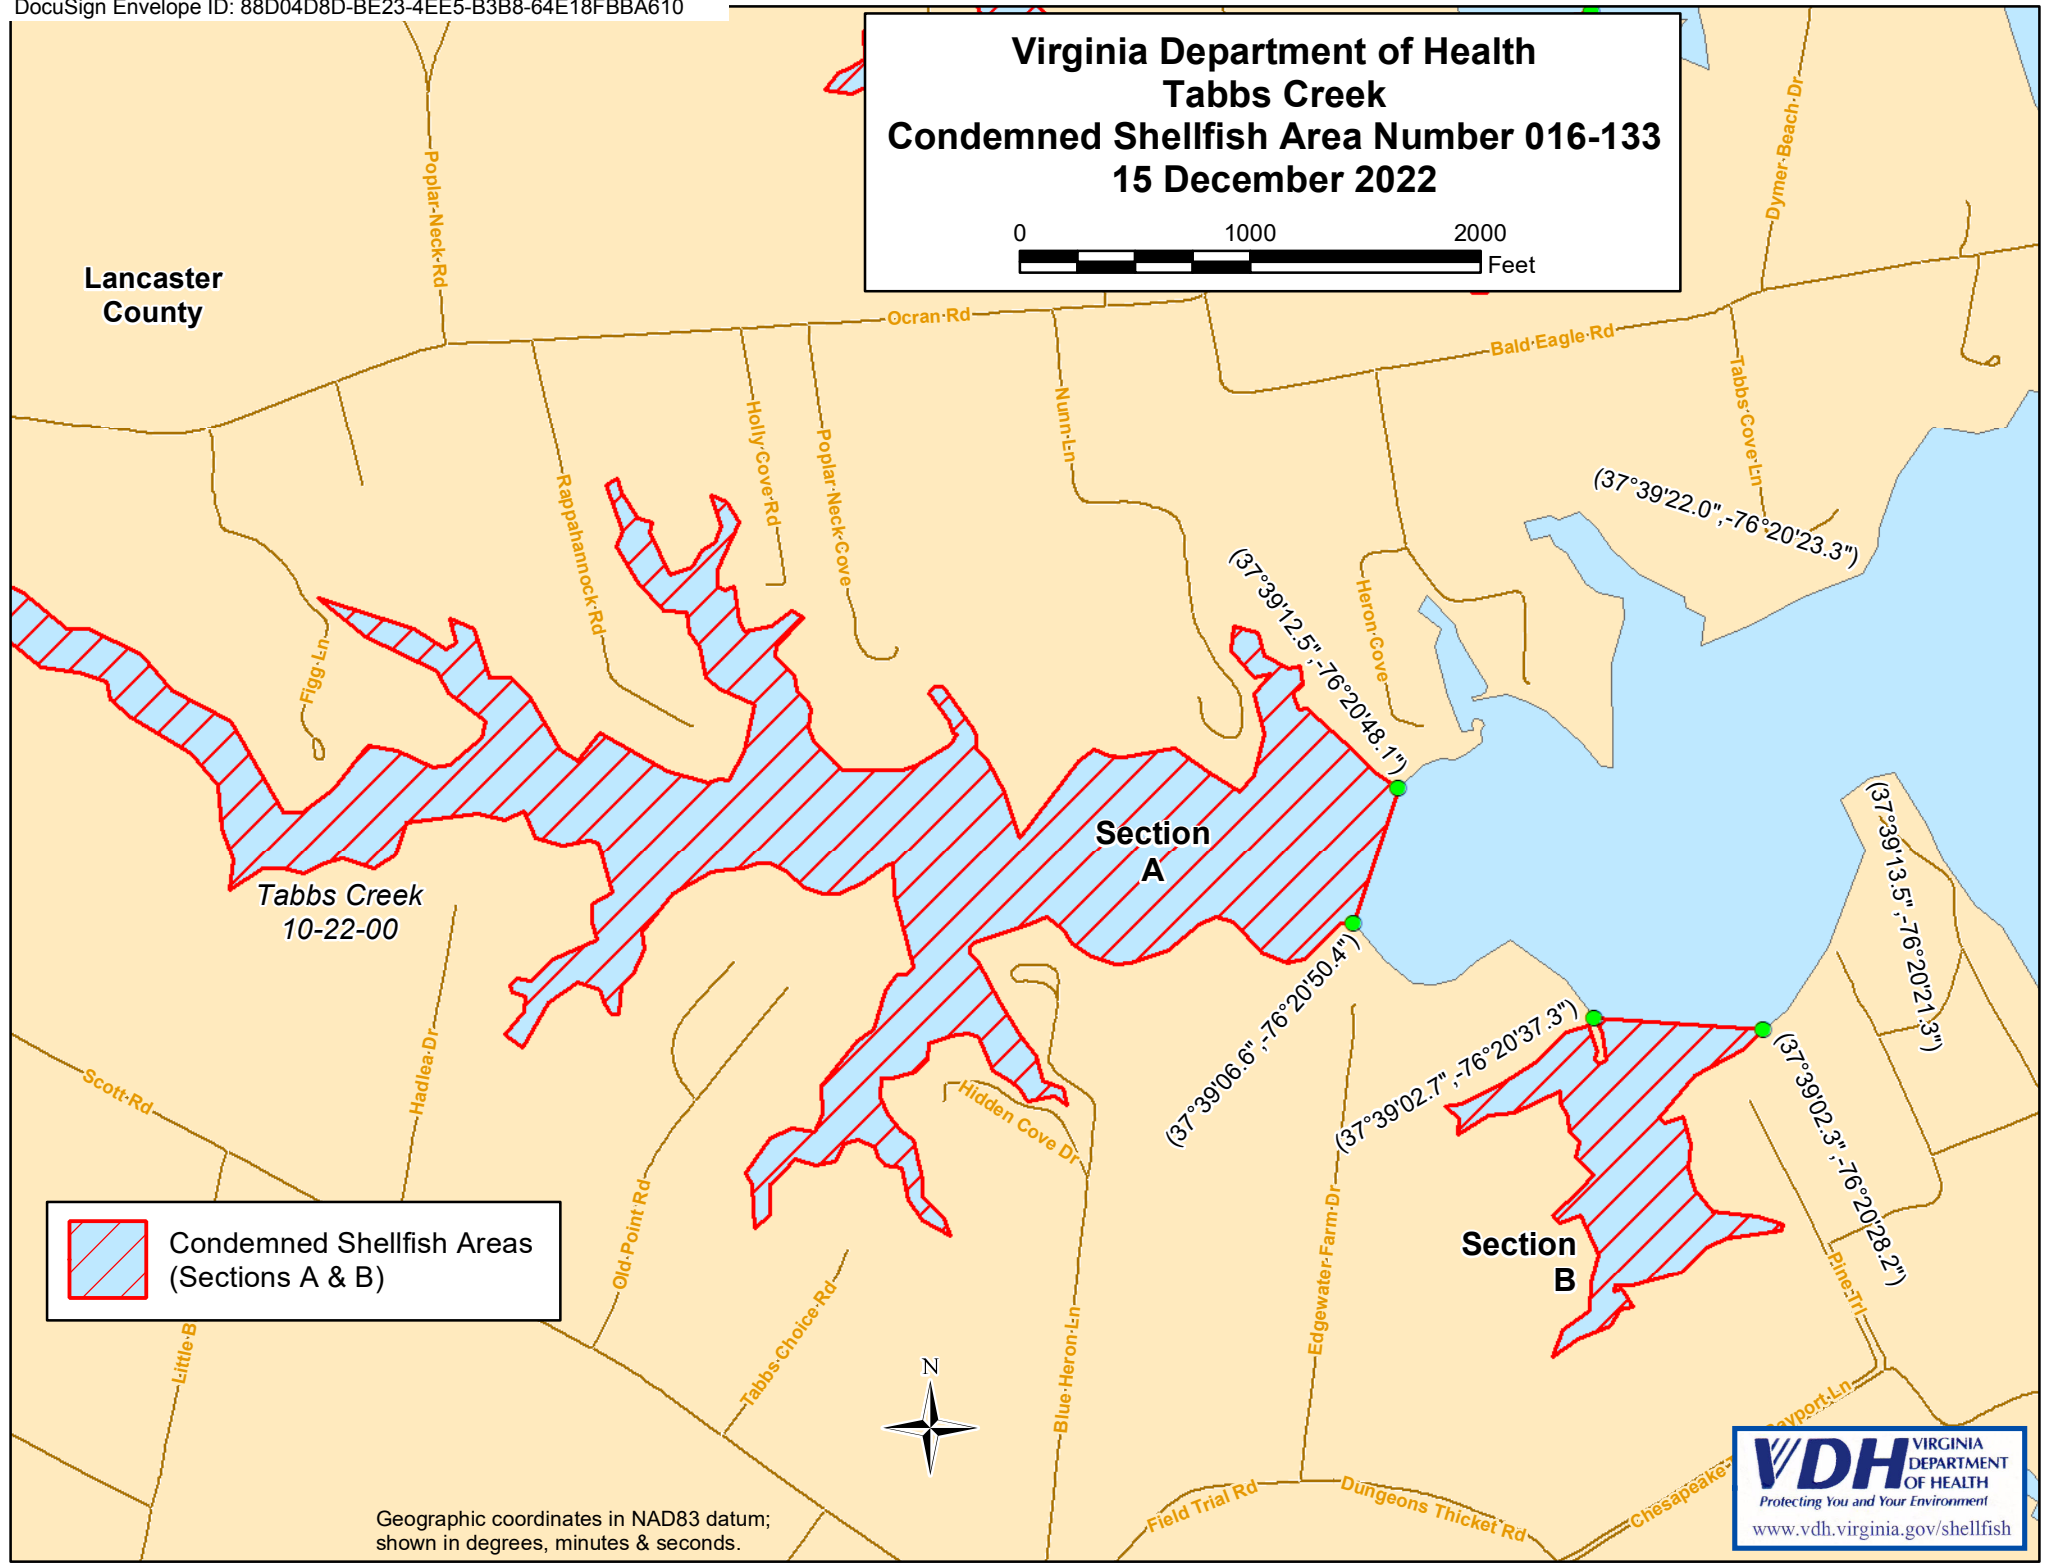 DocuSign Envelope ID: 88D04D8D-BE23-4EE5-B3B8-64E18FBBA610
Virginia Department of Health
Tabbs Creek
Condemned Shellfish Area Number 016-133
15 December 2022
0 1000 2000
Feet
Lancaster
County
Poplar Neck Rd
Dymer Beach Dr
Ocran Rd
Bald Eagle Rd
Tabbs Cove Ln
Nunn Ln
Holly Cove Rd
Poplar Neck Cove
Rappahannock Rd
Heron Cove
Figg Ln
(37°39'22.0",-76°20'23.3")
(37°39'12.5",-76°20'48.1")
(37°39'13.5",-76°20'21.3")
Section
A
Tabbs Creek
10-22-00
(37°39'06.6",-76°20'50.4")
(37°39'02.7",-76°20'37.3")
(37°39'02.3",-76°20'28.2")
Scott Rd
Hadlea Dr
Hidden Cove Dr
Old Point Rd
Edgewater Farm Dr
Section
B
Pine Trl
Condemned Shellfish Areas
(Sections A & B)
Little B
Tabbs Choice Rd
Blue Heron Ln
N
Field Trial Rd
Dungeons Thicket Rd
Chesapeake
ayport Ln
Geographic coordinates in NAD83 datum;
shown in degrees, minutes & seconds.
VDH VIRGINIA
DEPARTMENT
OF HEALTH
Protecting You and Your Environment
www.vdh.virginia.gov/shellfish